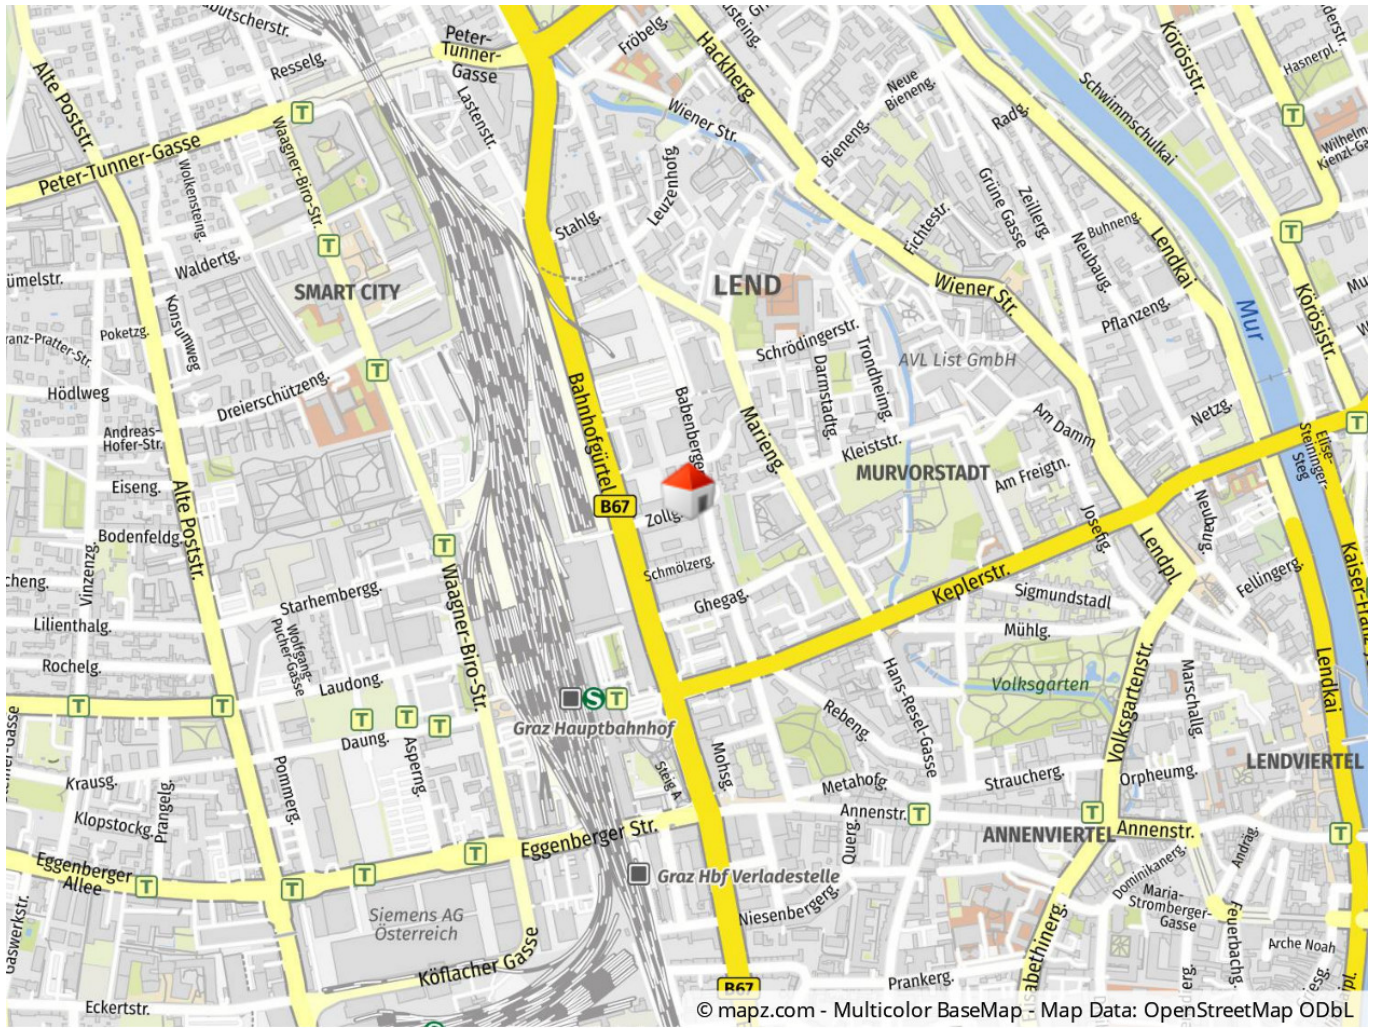 Resselg.
Peter-
Tunner-
Gasse
Fröbelg.
Hackherg.
Körösistr.
Hasnerpl.
Alte Poststr.
Lastenstr.
Wiener Str.
Neue
Bieneng.
Schwimmschulkai
Radg.
T
T
Peter-Tunner-Gasse
Waagner-Biro-Str.
Wolkensteing.
Bieneng.
Wilhelm-
Kienzl-Ga
Leuzenhofg.
Grüne Gasse
Zeillerg.
Stahlg.
Fichtestr.
Buhneng.
T
T
Waldertg.
Neubaug.
Lendkai
ümelstr.
SMART CITY
LEND
Wiener Str.
Mur
Körösistr.
Konsumweg
Poketzg.
Pflanzeng.
Schrödingerstr.
Trondheimg.
AVL List GmbH
anz-Pratter-Str.
T
Darmstadtg.
Dreierschützeng.
Hödlweg
Bahnhofgürtel
Babenberge
Marieng.
Am Damm
Netzg.
T
Andreas-
Hofer-Str.
Kleiststr.
MURVORSTADT
Am Freigtn.
Elise-
Steininger-
Steg
Eiseng.
Alte Poststr.
B67
Zollg.
Josefig.
Neubaug.
Bodenfeldg.
T
Lendpl.
Kaiser-Franz-
Vinzenzg.
Schmölzerg.
Keplerstr.
Fellingerg.
cheng.
Starhembergg.
Waagner-Biro-Str.
Ghegag.
Sigmundstadl
Lilienthalg.
Wolfgang-
Pucher-Gasse
Mühlg.
Rochelg.
Laudong.
Hans-Resel-Gasse
Volksgarten
Volksgartenstr.
Marschallg.
Lendkai
T
T
S
T
Graz Hauptbahnhof
T
T
T
Rebeng.
Daung.
Asperng.
Krausg.
Pommerg.
Steig A
Mohsg.
LENDVIERTEL
Metahofg.
Straucherg.
Orpheumg.
Klopstockg.
Prangelg.
Annenstr.
T
T
Eggenberger Str.
Querg.
ANNENVIERTEL
Annenstr.
T
Andräg.
Eggenberger
Allee
T
T
T
T
Graz Hbf Verladestelle
Dominikanerg.
Maria-
Stromberger-
Gasse
Siemens AG
Österreich
Niesenbergerg.
Feuerbachg.
Gaswerkstr.
Arche Noah
Köflacher Gasse
Prankerg.
B67
Eckertstr.
© mapz.com - Multicolor BaseMap - Map Data: OpenStreetMap ODbL